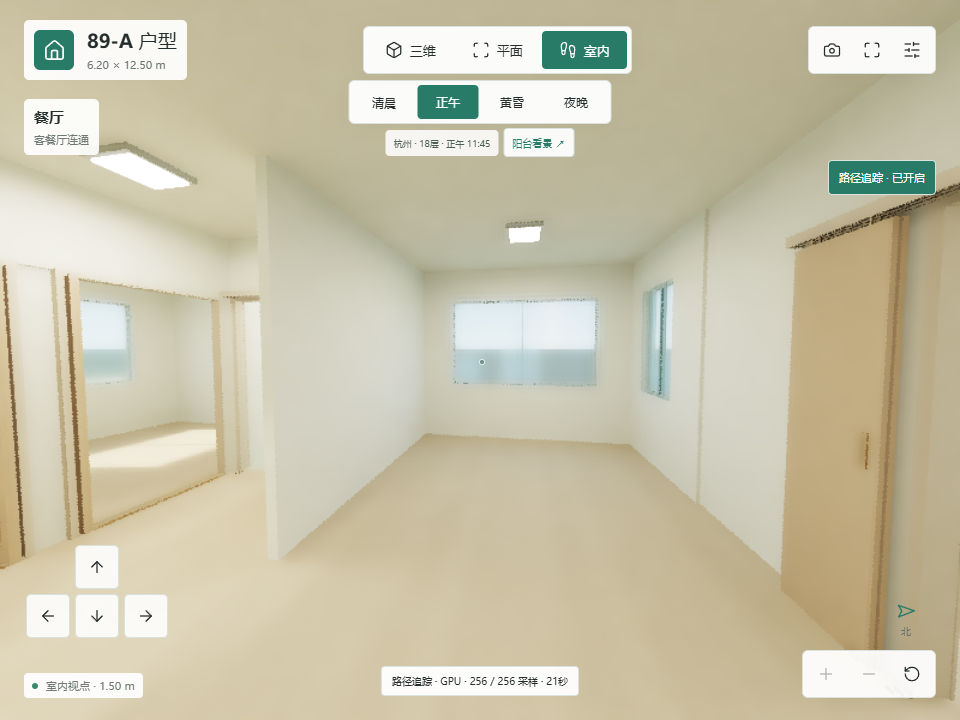 89-A 户型
6.20 × 12.50 m
三维
平面
室内
清晨
正午
黄昏
夜晚
杭州 · 18层 · 正午 11:45
阳台看景 ↗
餐厅
客餐厅连通
路径追踪 · 已开启
北
室内视点 · 1.50 m
路径追踪 · GPU · 256 / 256 采样 · 21秒